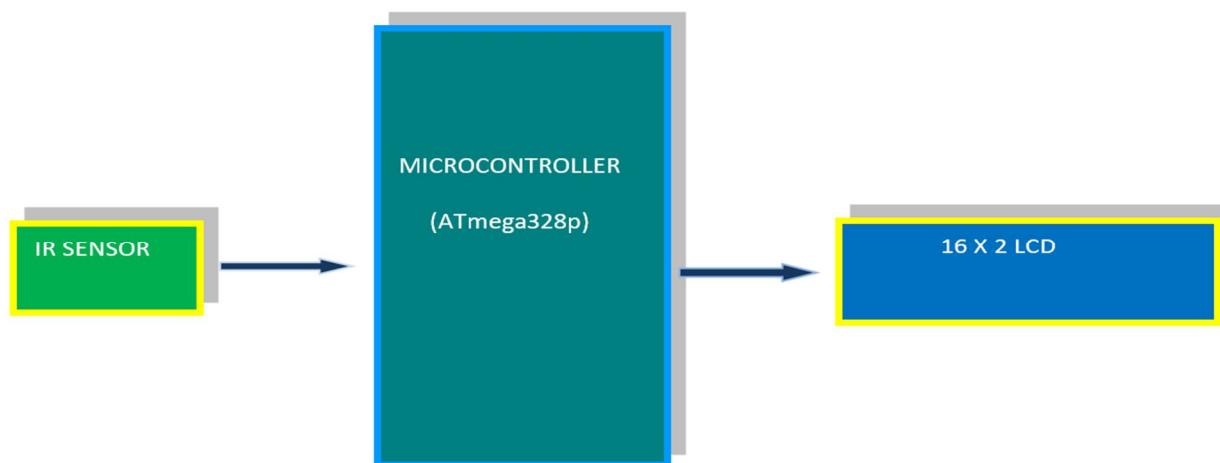 IR SENSOR
MICROCONTROLLER
(ATmega328p)
16 X 2 LCD